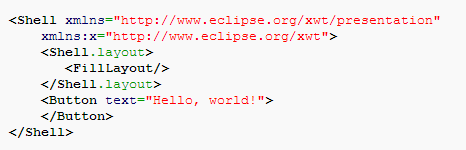 <Shell xmlns="http://www.eclipse.org/xwt/presentation"
    xmlns:x="http://www.eclipse.org/xwt">
    <Shell.layout>
       <FillLayout/>
    </Shell.layout>
    <Button text="Hello, world!">
    </Button>
</Shell>